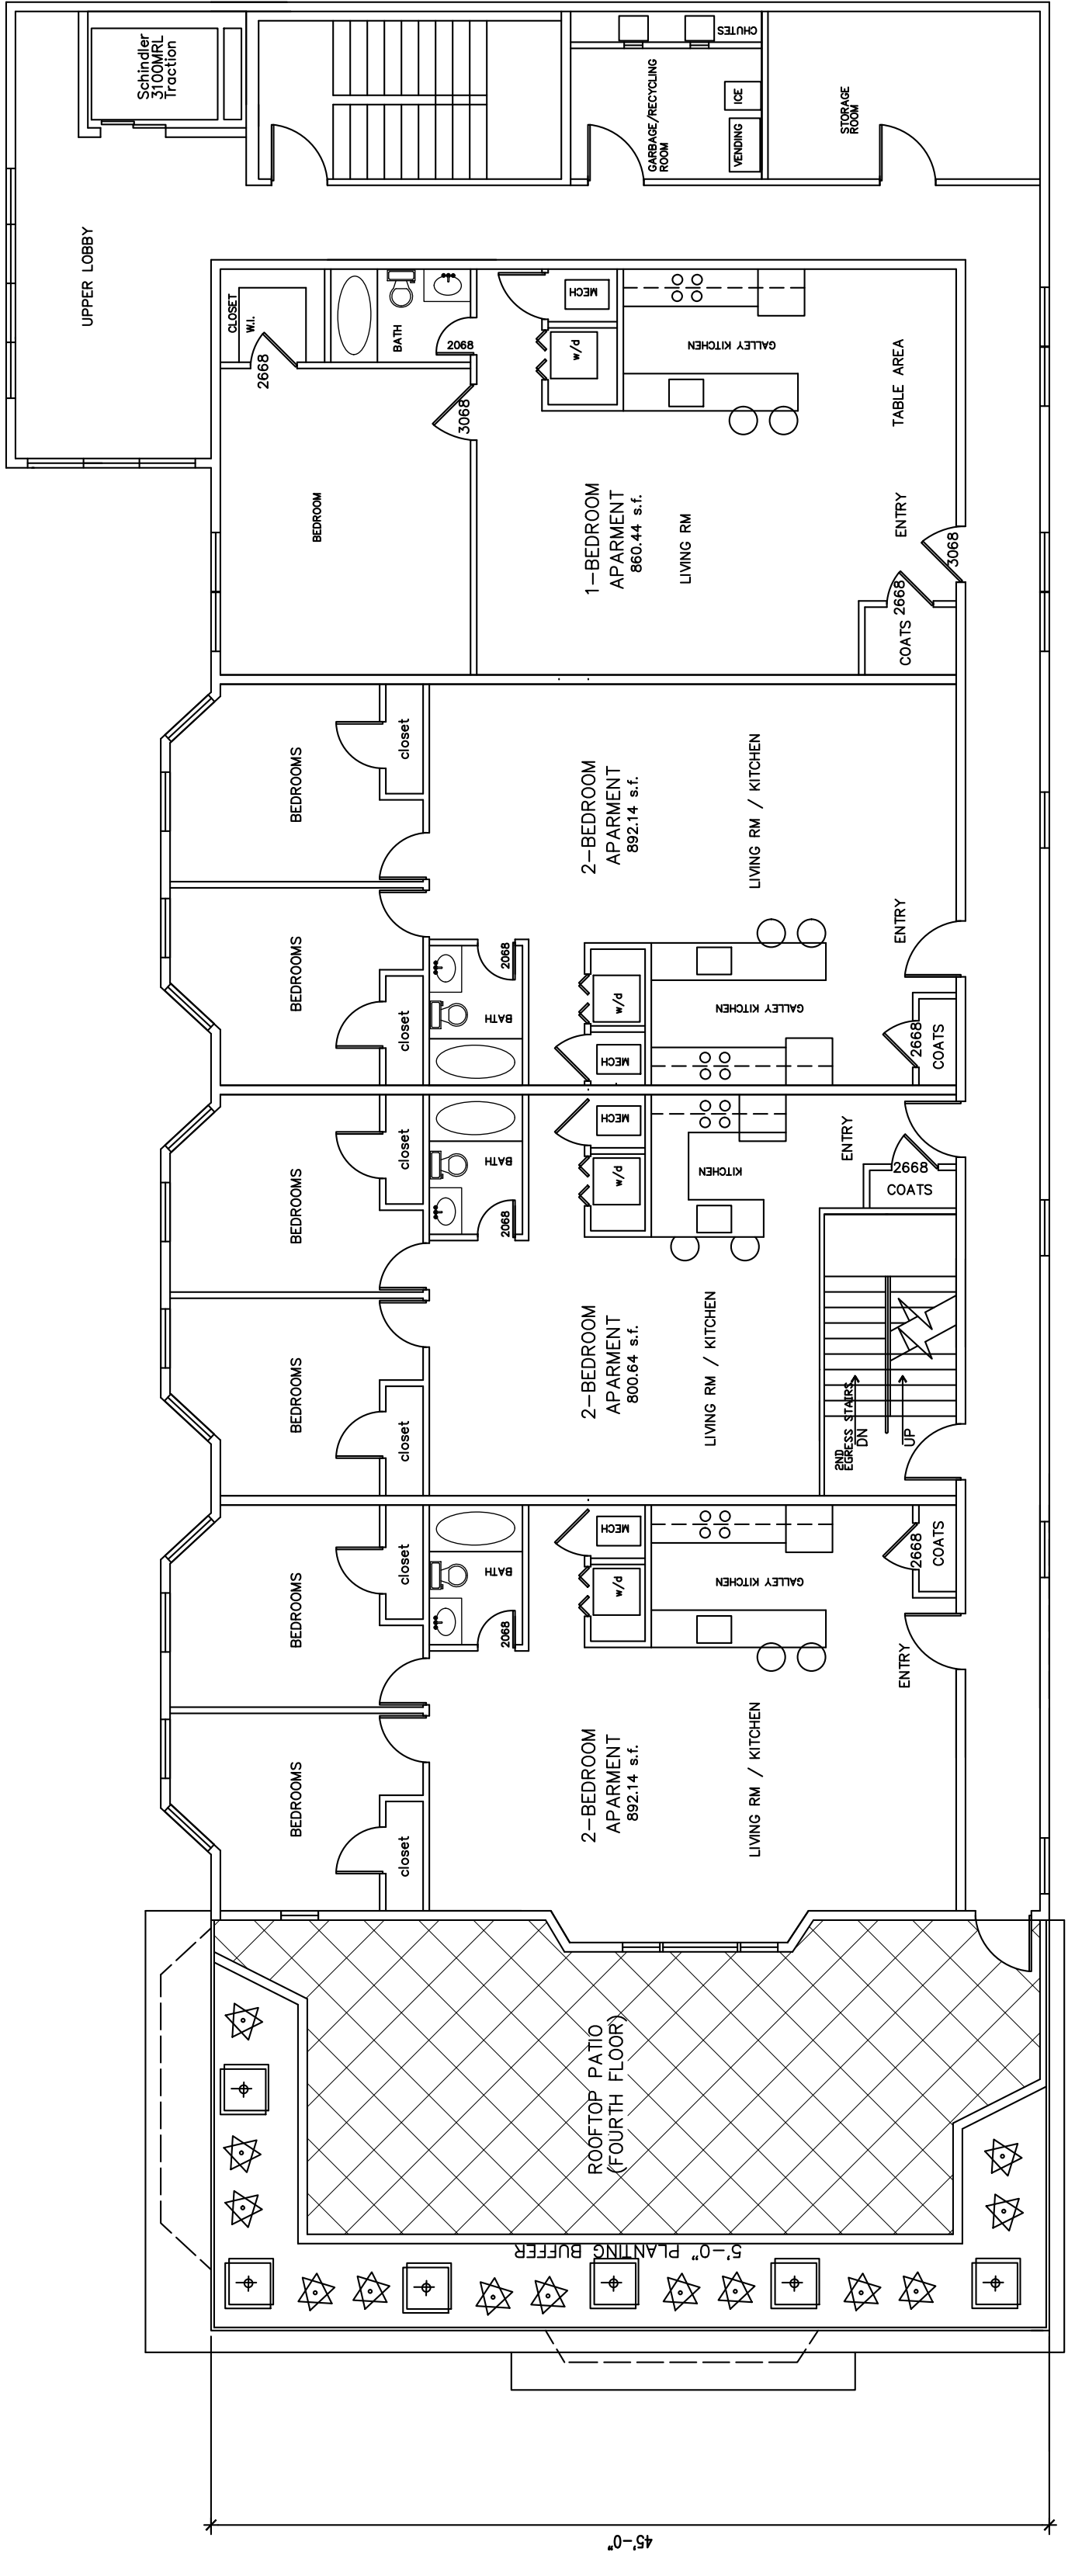 Schindler
3100MRL
Traction
CHUTES
GARBAGE/RECYCLING
ROOM
ICE
VENDING
STORAGE
ROOM
UPPER LOBBY
CLOSET
W.I.
2668
BATH
2068
3068
MECH
w/d
GALLEY KITCHEN
TABLE AREA
BEDROOM
1-BEDROOM
APARMENT
860.44 s.f.
LIVING RM
ENTRY
3068
2668
COATS
BEDROOMS
closet
2-BEDROOM
APARMENT
892.14 s.f.
LIVING RM / KITCHEN
BEDROOMS
closet
2068
BATH
w/d
MECH
GALLEY KITCHEN
ENTRY
2668
COATS
BEDROOMS
closet
BATH
2068
MECH
w/d
KITCHEN
ENTRY
2668
COATS
BEDROOMS
closet
2-BEDROOM
APARMENT
800.64 s.f.
LIVING RM / KITCHEN
2ND
EGRESS STAIRS
DN
UP
BEDROOMS
closet
BATH
2068
MECH
w/d
GALLEY KITCHEN
2668
COATS
ENTRY
BEDROOMS
closet
2-BEDROOM
APARMENT
892.14 s.f.
LIVING RM / KITCHEN
ROOFTOP PATIO
(FOURTH FLOOR)
5'-0" PLANTING BUFFER
45'-0"